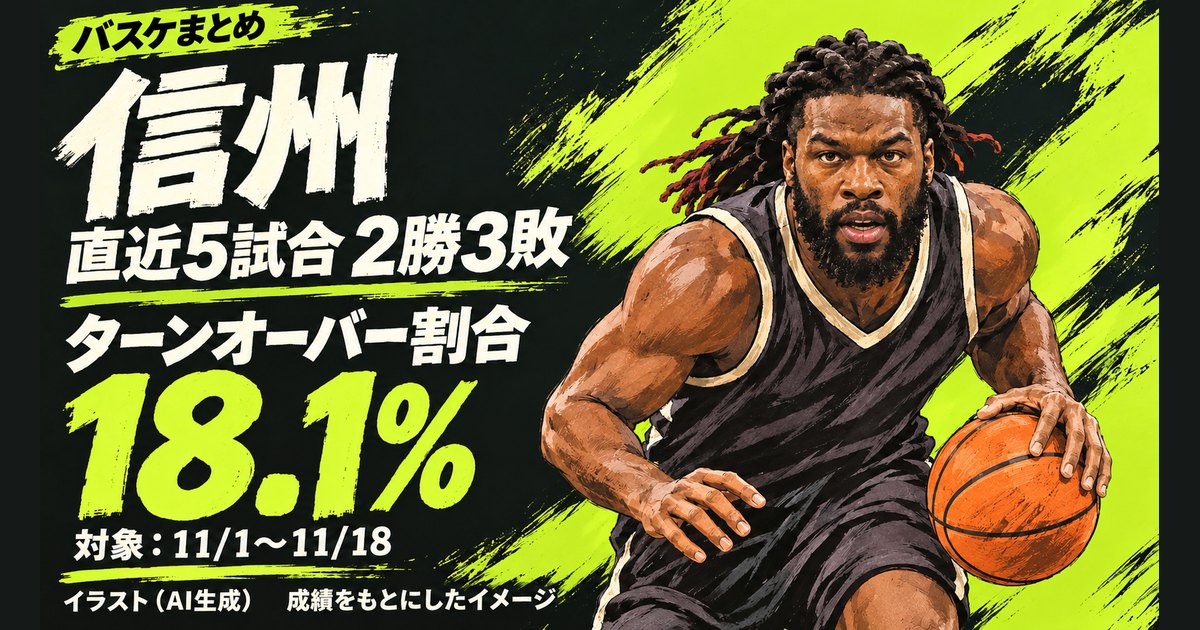 バスケまとめ
信州
直近5試合 2勝3敗
ターンオーバー割合
18.1%
対象：11/1〜11/18
イラスト（AI生成） 成績をもとにしたイメージ